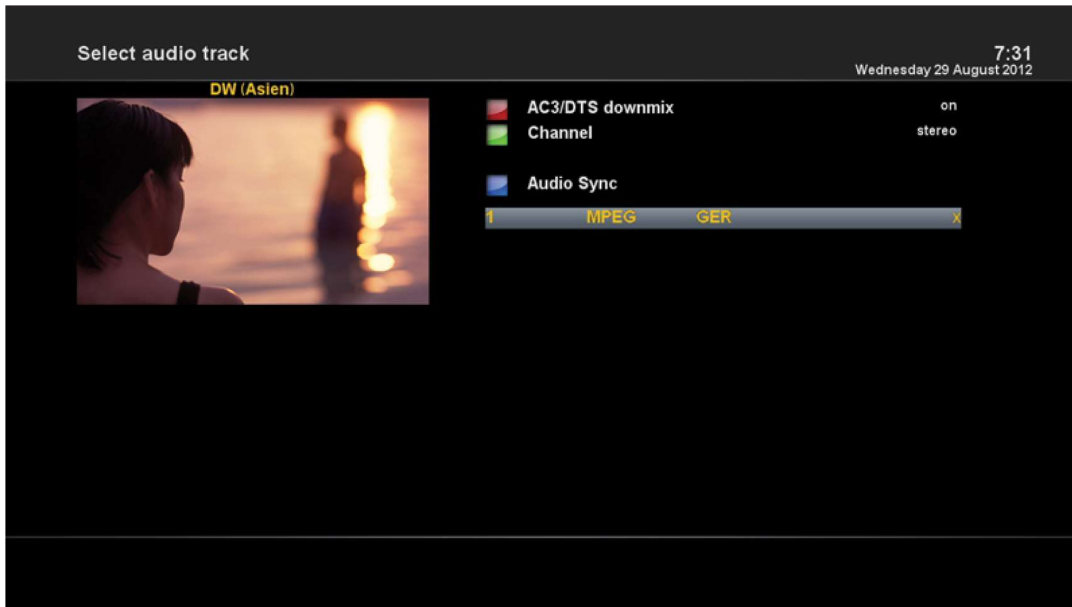 Select audio track
7:31
Wednesday 29 August 2012
DW (Asien)
AC3/DTS downmix on
Channel stereo
Audio Sync
1 MPEG GER x